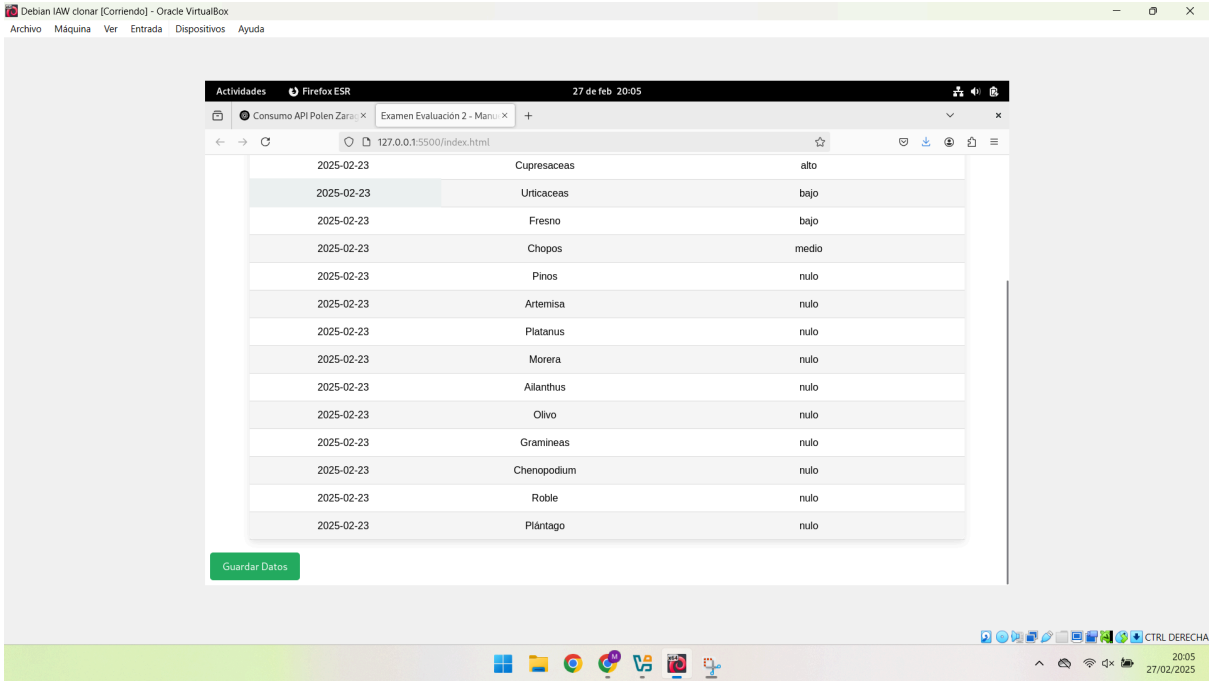 Debian IAW clonar [Corriendo] - Oracle VirtualBox
Archivo Máquina Ver Entrada Dispositivos Ayuda
Actividades Firefox ESR 27 de feb 20:05
Consumo API Polen Zara × Examen Evaluación 2 - Manu × +
127.0.0.1:5500/index.html
2025-02-23 Cupresaceas alto
2025-02-23 Urticaceas bajo
2025-02-23 Fresno bajo
2025-02-23 Chopos medio
2025-02-23 Pinos nulo
2025-02-23 Artemisa nulo
2025-02-23 Platanus nulo
2025-02-23 Morera nulo
2025-02-23 Ailanthus nulo
2025-02-23 Olivo nulo
2025-02-23 Gramineas nulo
2025-02-23 Chenopodium nulo
2025-02-23 Roble nulo
2025-02-23 Plántago nulo
Guardar Datos
CTRL DERECHA
20:05
27/02/2025